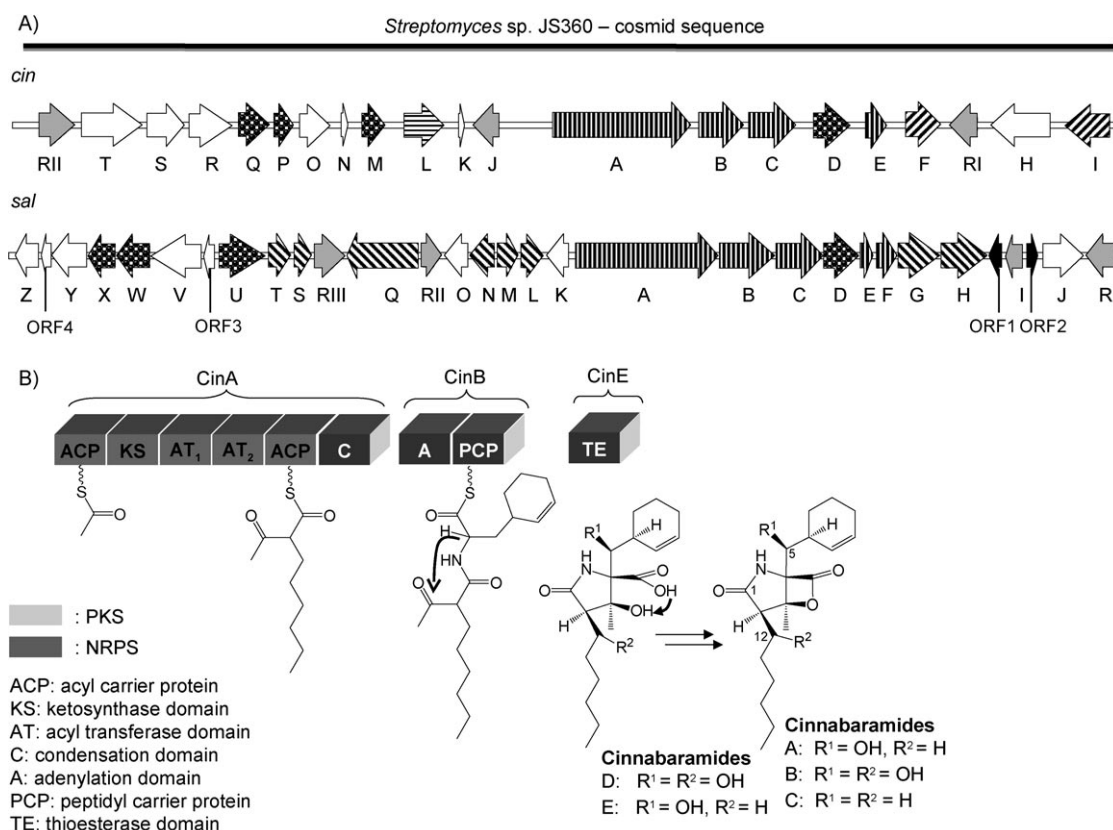 A)
Streptomyces sp. JS360 – cosmid sequence
cin
RII T S R Q P O N M L K J A B C D E F RI H I
sal
Z Y X W V U T S RIII Q RII O N M L K A B C D E F G H I J R
ORF4 ORF3 ORF1 ORF2
B)
CinA CinB CinE
ACP KS AT1 AT2 ACP C A PCP TE
S S S
O
O O
O
H
HN
O
O
R1 H
NH
O
O
OH
OH
H
R2
R1 H
5
NH
O
1
O
O
H
12
R2
: PKS
: NRPS
ACP: acyl carrier protein
KS: ketosynthase domain
AT: acyl transferase domain
C: condensation domain
A: adenylation domain
PCP: peptidyl carrier protein
TE: thioesterase domain
Cinnabaramides
D: R1 = R2 = OH
E: R1 = OH, R2 = H
Cinnabaramides
A: R1 = OH, R2 = H
B: R1 = R2 = OH
C: R1 = R2 = H